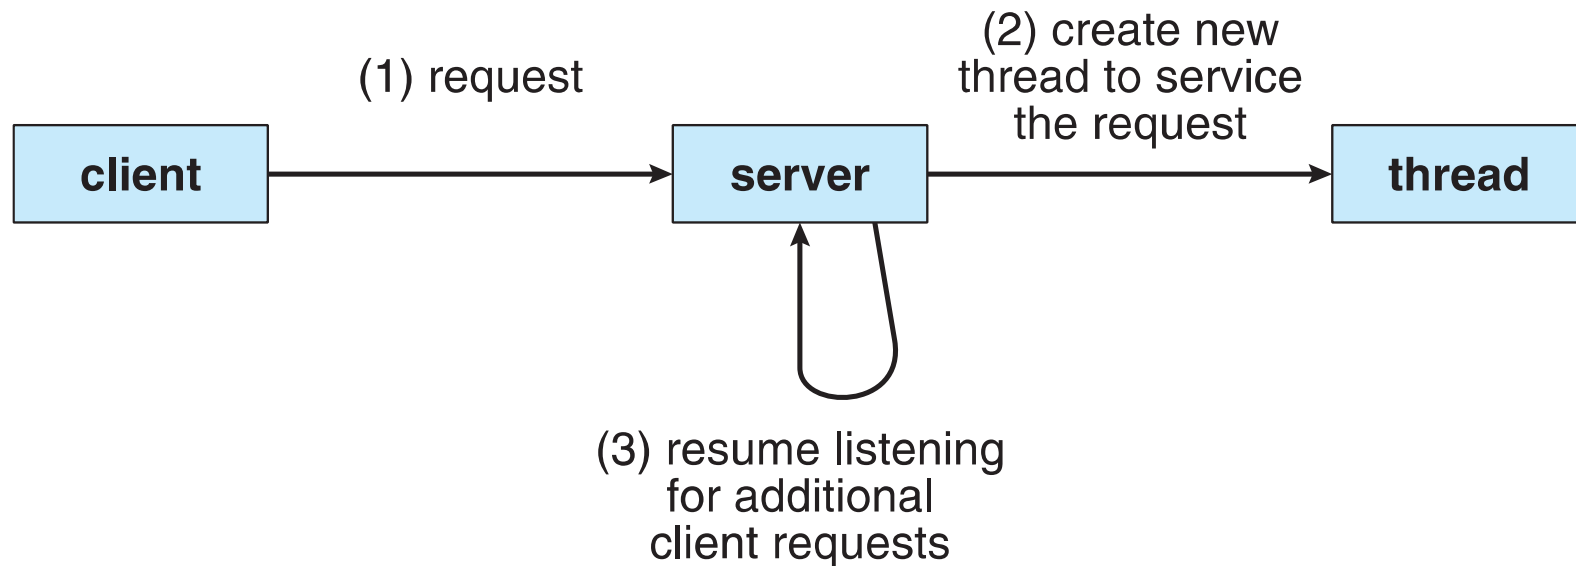 (1) request
(2) create new
thread to service
the request
client
server
thread
(3) resume listening
for additional
client requests